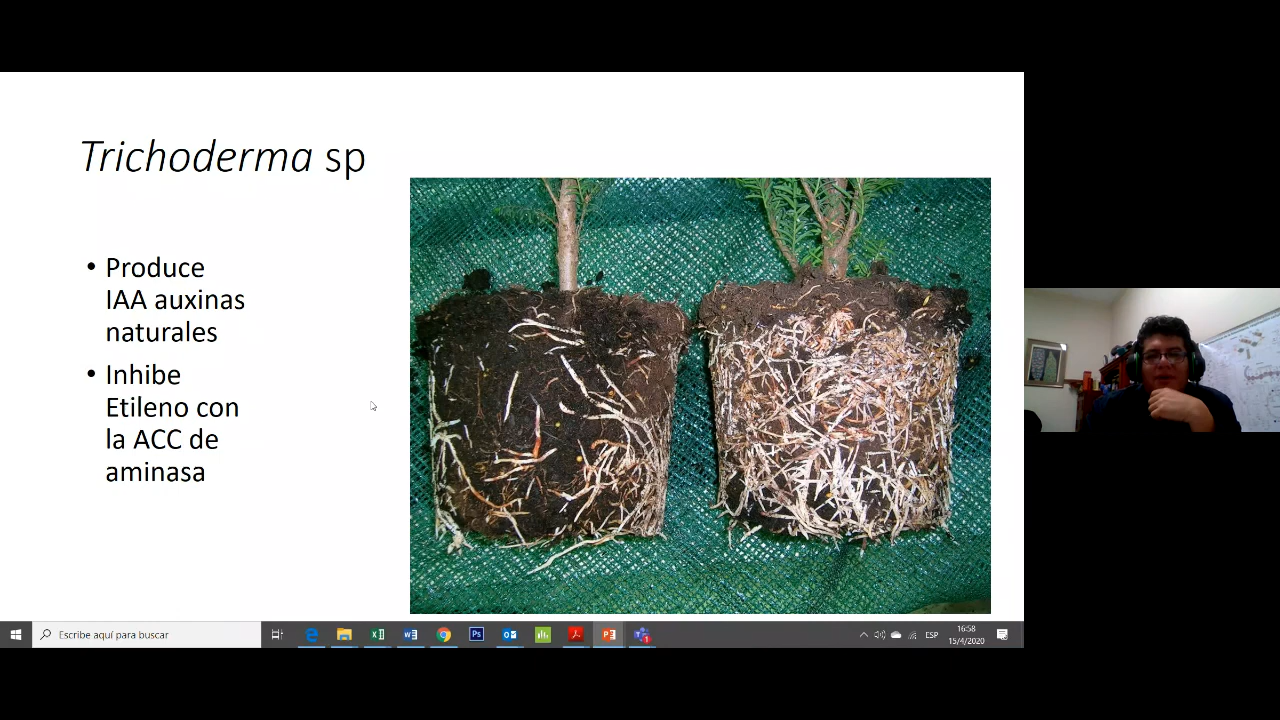 Trichoderma sp
• Produce
IAA auxinas
naturales
• Inhibe
Etileno con
la ACC de
aminasa
Escribe aquí para buscar
ESP
16:58
15/4/2020